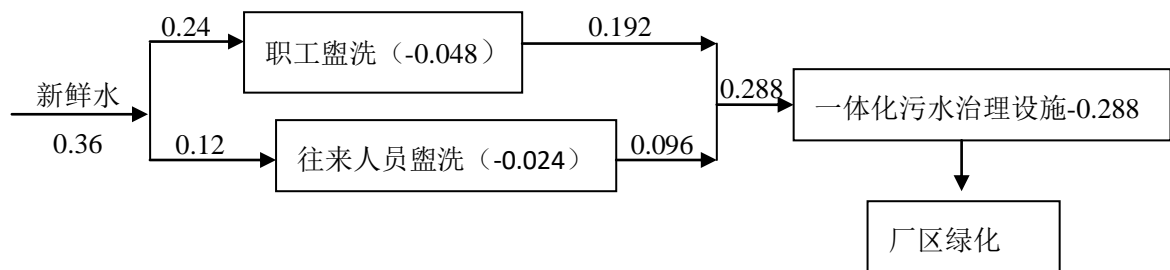 新鲜水
0.36
0.24
职工盥洗（-0.048）
0.192
0.12
往来人员盥洗（-0.024）
0.096
0.288
一体化污水治理设施-0.288
厂区绿化